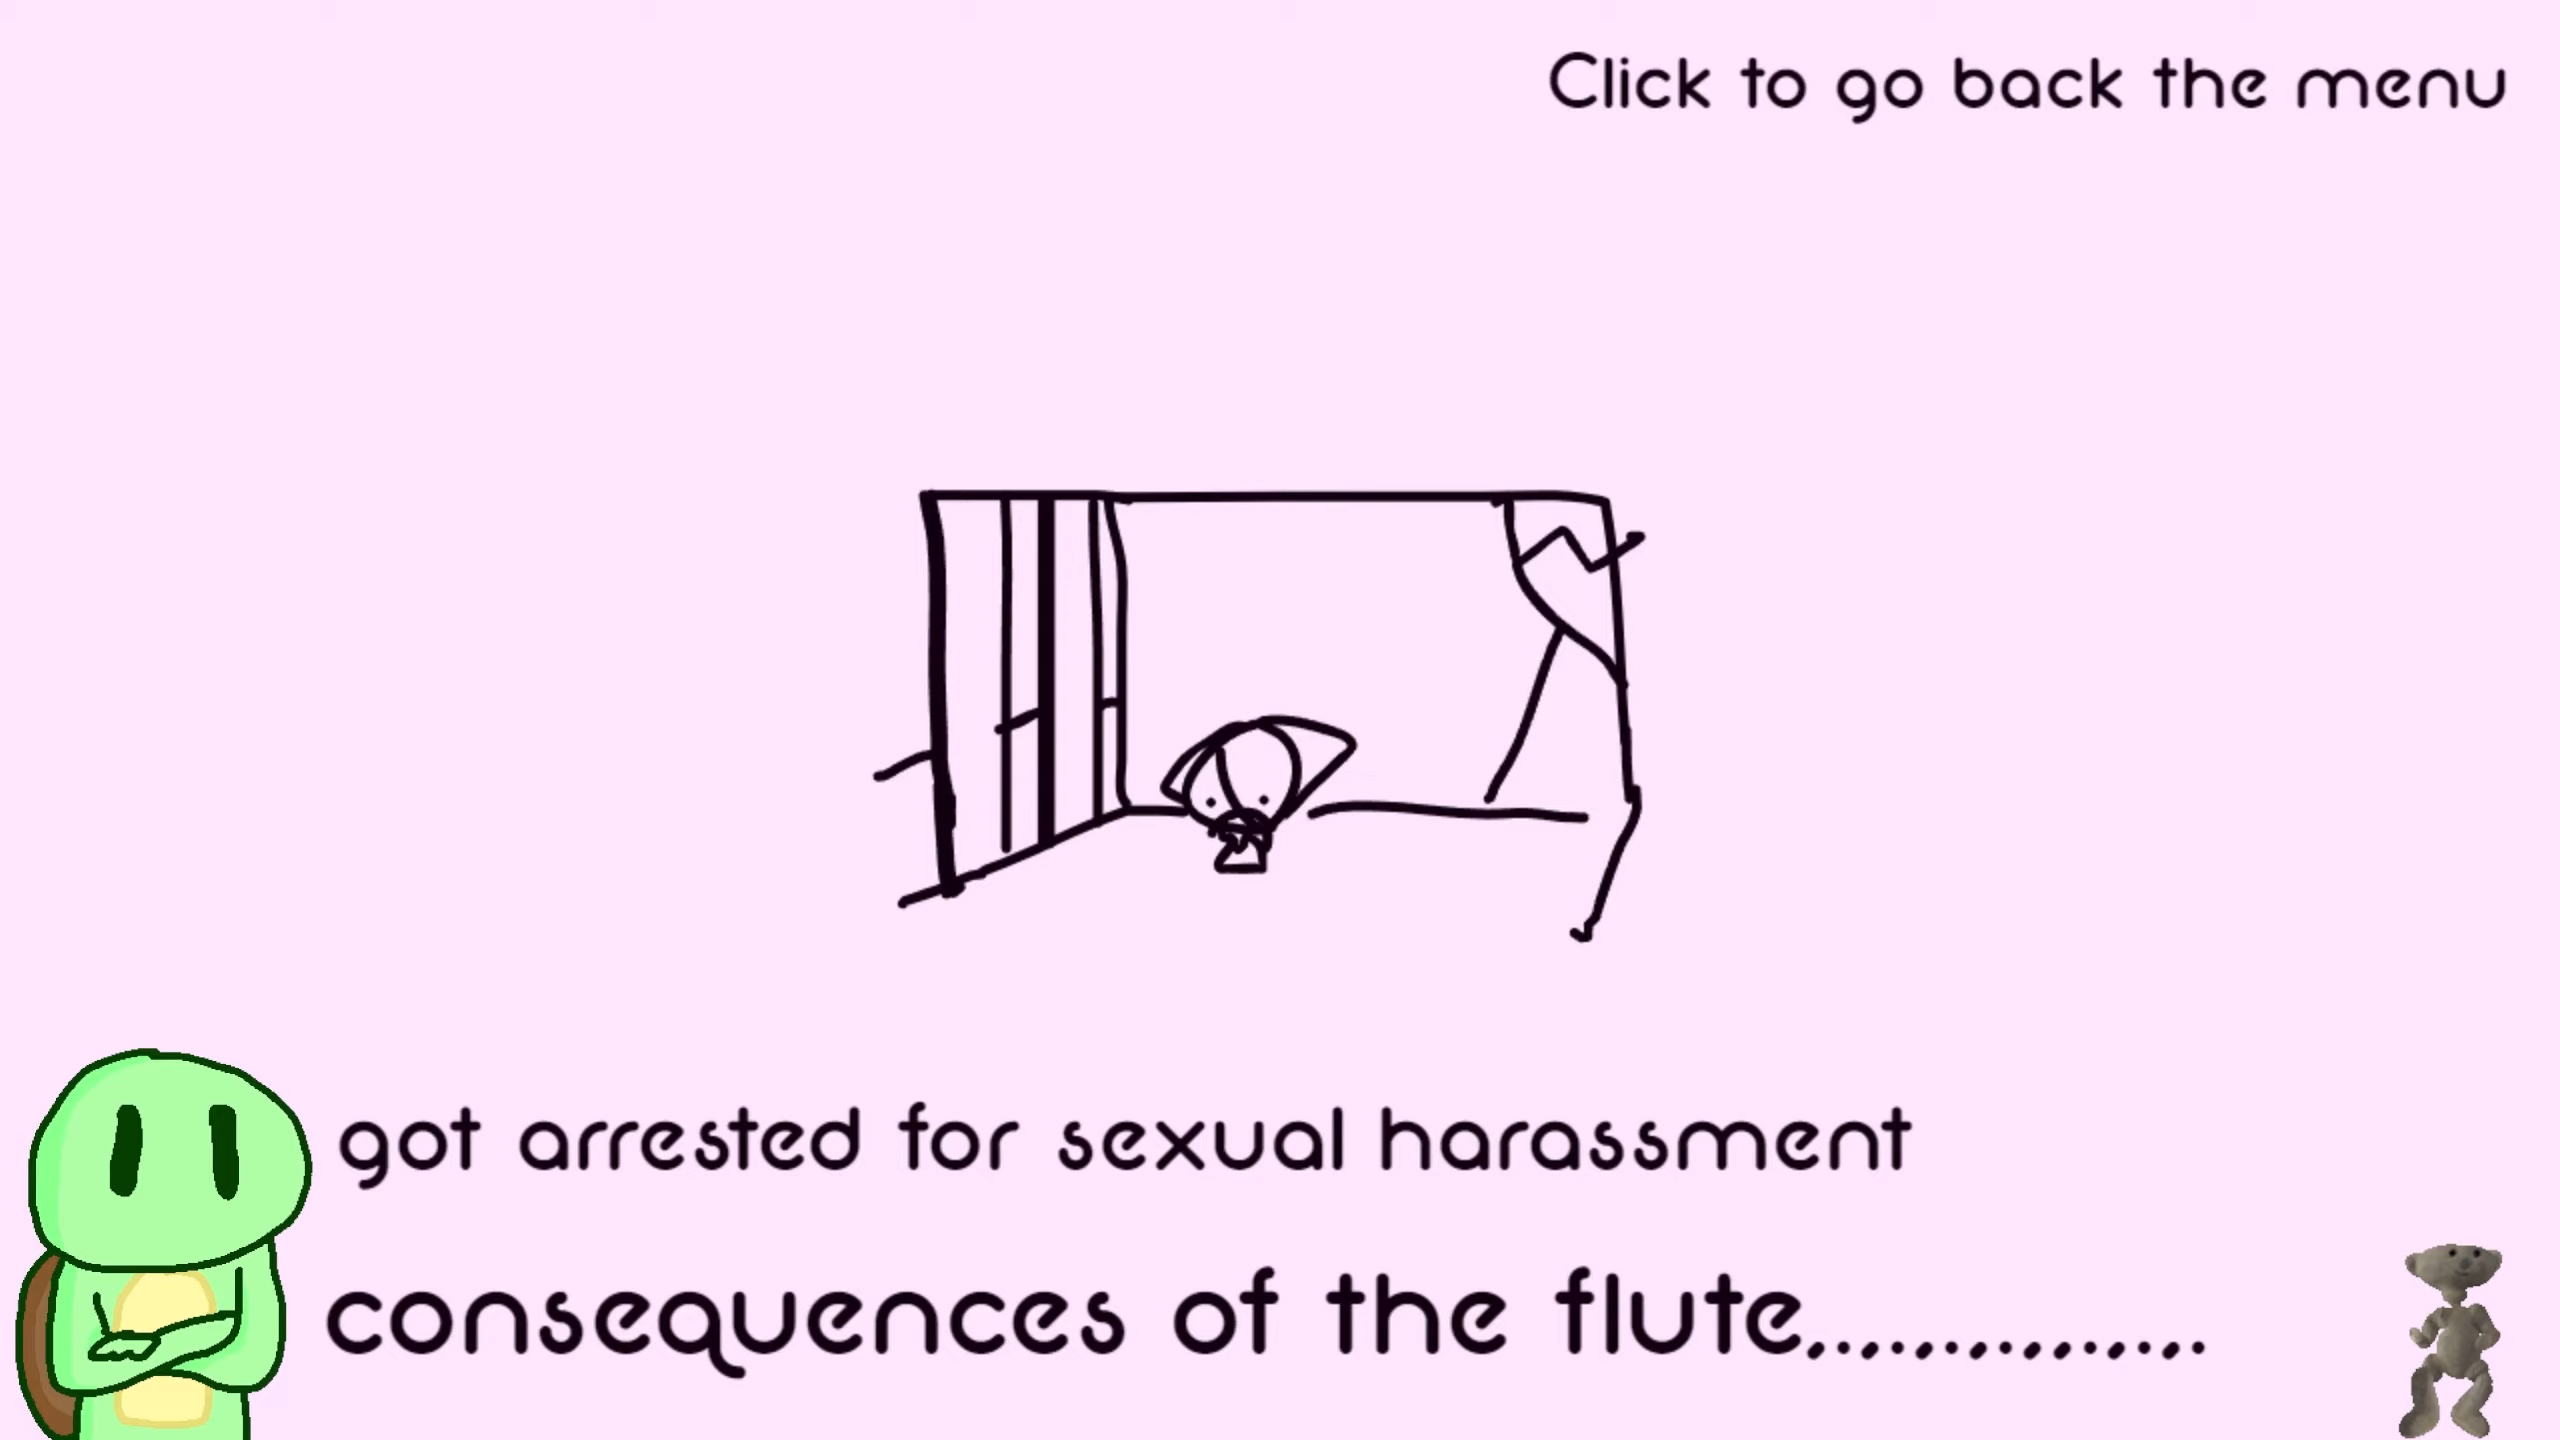 Click to go back the menu
got arrested for sexual harassment
consequences of the flute,.,.,.,.,.,.,.